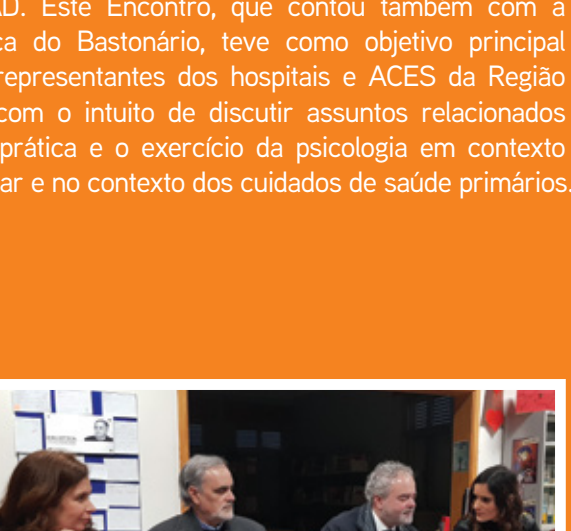 AD. Este Encontro, que contou também com a
ça do Bastonário, teve como objetivo principal
representantes dos hospitais e ACES da Região
com o intuito de discutir assuntos relacionados
prática e o exercício da psicologia em contexto
ar e no contexto dos cuidados de saúde primários.